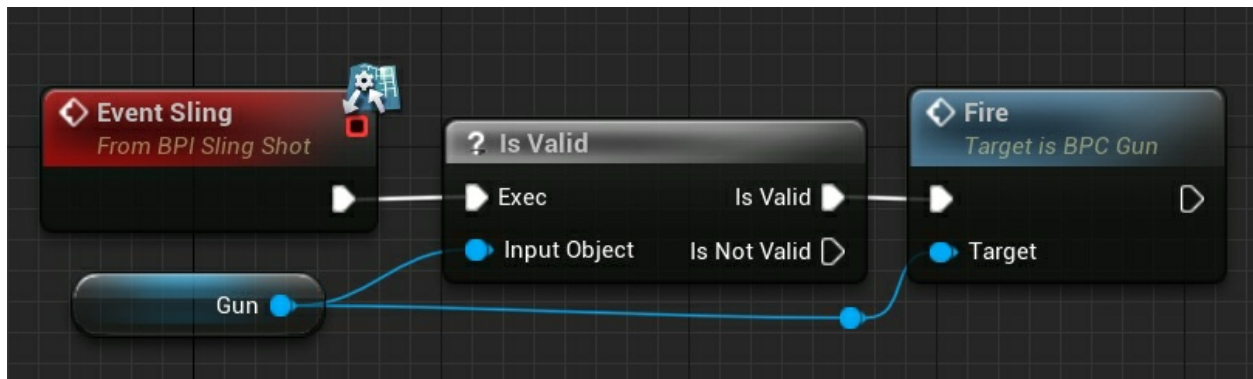 Event Sling
From BPI Sling Shot
? Is Valid
Exec
Is Valid
Input Object
Is Not Valid
Fire
Target is BPC Gun
Target
Gun